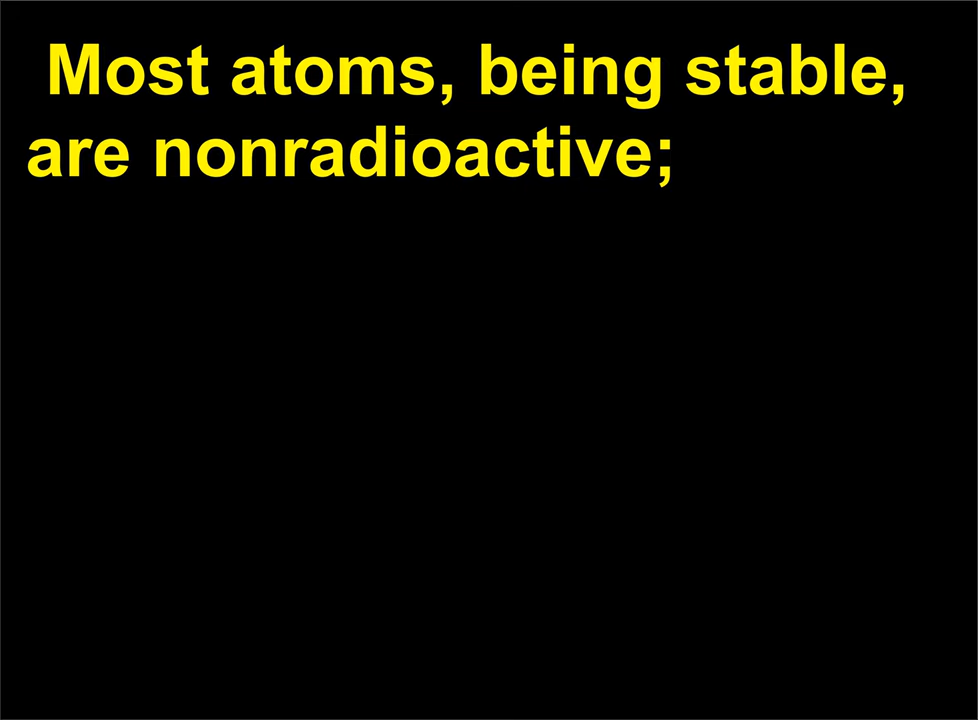 Most atoms, being stable,
are nonradioactive;